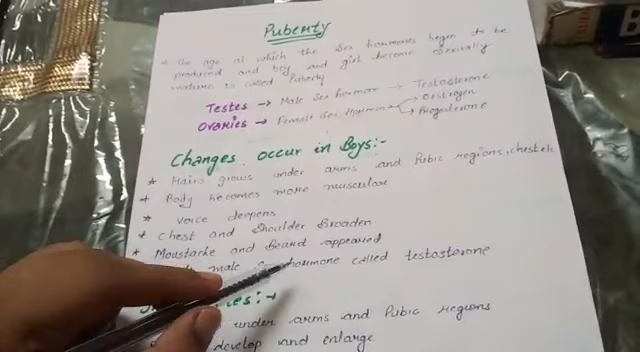 Puberty
* The age at which the sex hormones begin to be
produced and boy and girl become sexually
mature is called Puberty
Testes → Male Sex hormone → Testosterone
Ovaries → Female Sex Hormone → Oestrogen
→ Progesterone
Changes occur in Boys:-
* Hairs grows under arms and Pubic regions, chest
* Body becomes more muscular
* voice deepens
* Chest and Shoulder Broaden
* Moustache and Beard appeared
male hormone called testosterone
:→
under arms and Pubic regions
develop and enlarge
B